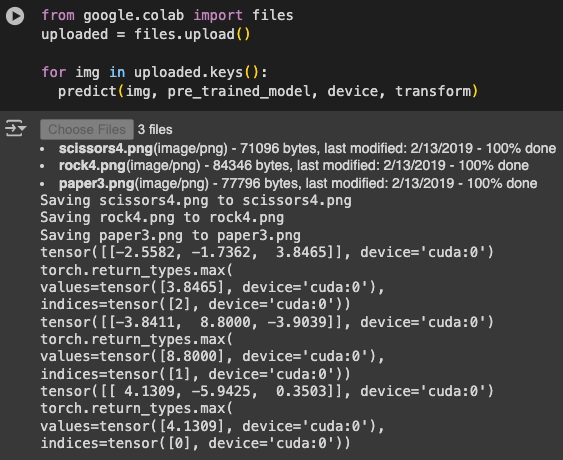 from google.colab import files
uploaded = files.upload()
for img in uploaded.keys():
  predict(img, pre_trained_model, device, transform)
Choose Files 3 files
• scissors4.png(image/png) - 71096 bytes, last modified: 2/13/2019 - 100% done
• rock4.png(image/png) - 84346 bytes, last modified: 2/13/2019 - 100% done
• paper3.png(image/png) - 77796 bytes, last modified: 2/13/2019 - 100% done
Saving scissors4.png to scissors4.png
Saving rock4.png to rock4.png
Saving paper3.png to paper3.png
tensor([[-2.5582, -1.7362,  3.8465]], device='cuda:0')
torch.return_types.max(
values=tensor([3.8465], device='cuda:0'),
indices=tensor([2], device='cuda:0'))
tensor([[-3.8411,  8.8000, -3.9039]], device='cuda:0')
torch.return_types.max(
values=tensor([8.8000], device='cuda:0'),
indices=tensor([1], device='cuda:0'))
tensor([[ 4.1309, -5.9425,  0.3503]], device='cuda:0')
torch.return_types.max(
values=tensor([4.1309], device='cuda:0'),
indices=tensor([0], device='cuda:0'))